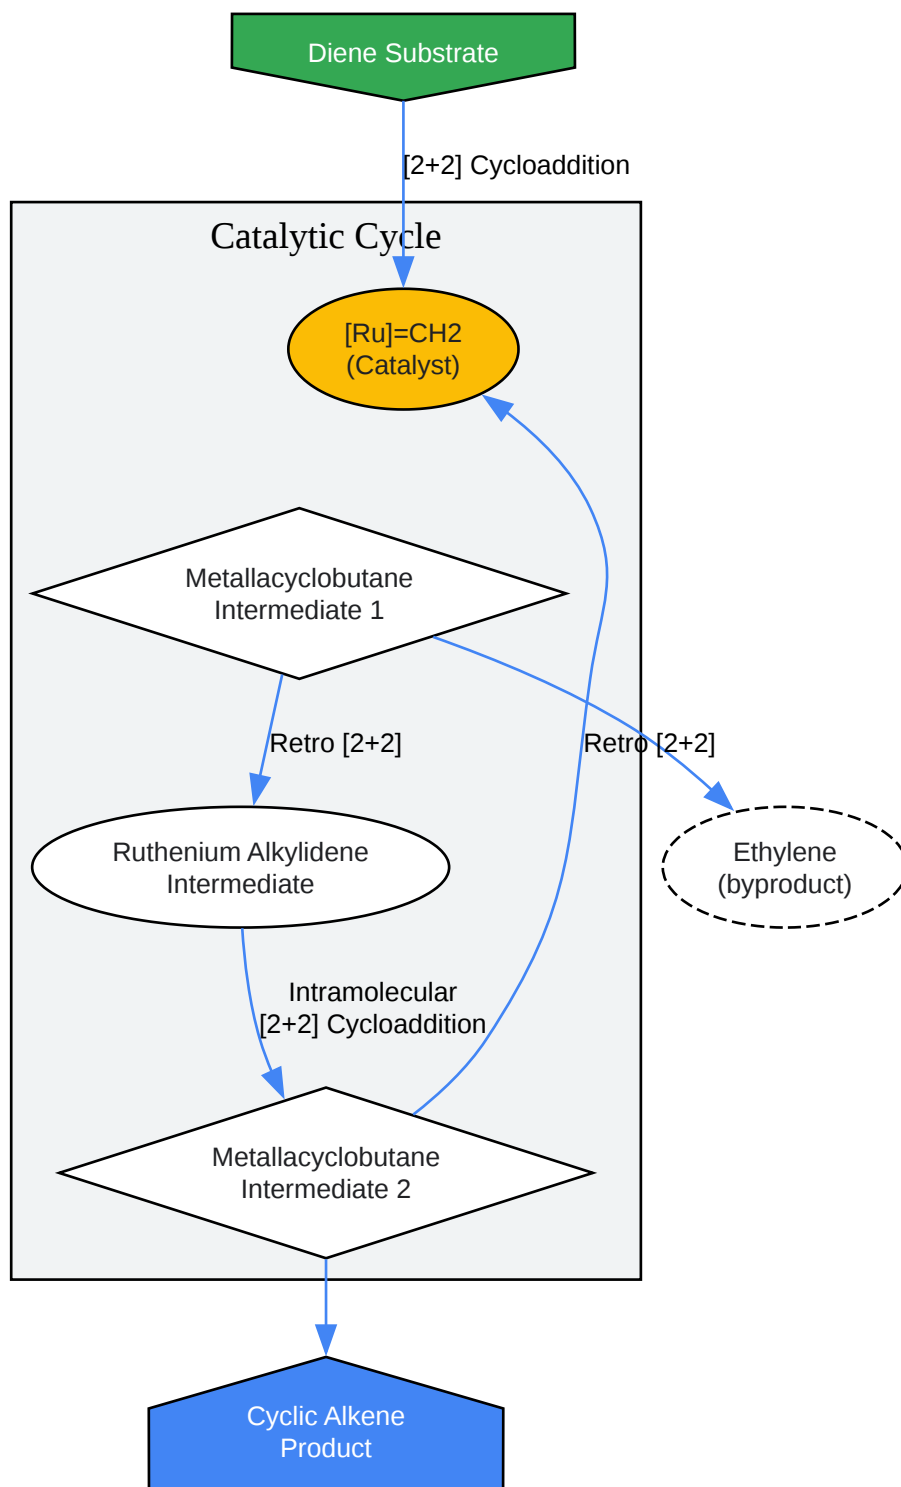 Diene Substrate
[2+2] Cycloaddition
Catalytic Cycle
[Ru]=CH2
(Catalyst)
Metallacyclobutane
Intermediate 1
Retro [2+2]
Retro [2+2]
Ruthenium Alkylidene
Intermediate
Ethylene
(byproduct)
Intramolecular
[2+2] Cycloaddition
Metallacyclobutane
Intermediate 2
Cyclic Alkene
Product